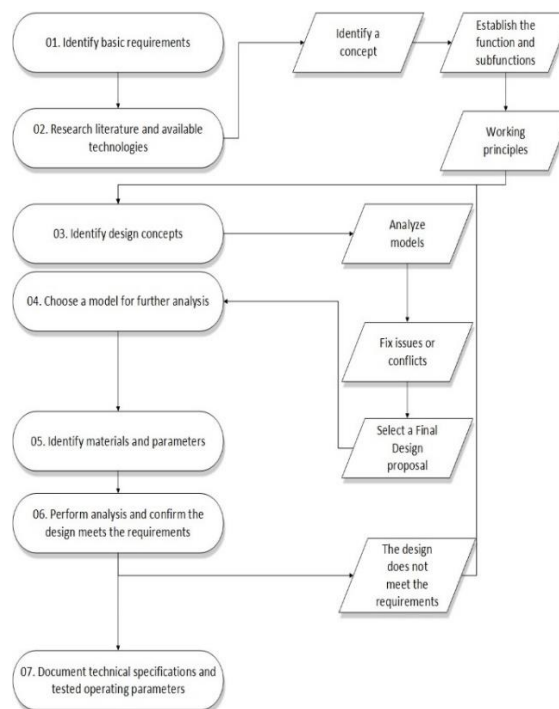 01. Identify basic requirements
Identify a
concept
Establish the
function and
subfunctions
02. Research literature and available
technologies
Working
principles
03. Identify design concepts
Analyze
models
04. Choose a model for further analysis
Fix issues or
conflicts
Select a Final
Design
proposal
05. Identify materials and parameters
06. Perform analysis and confirm the
design meets the requirements
The design
does not
meet the
requirements
07. Document technical specifications and
tested operating parameters